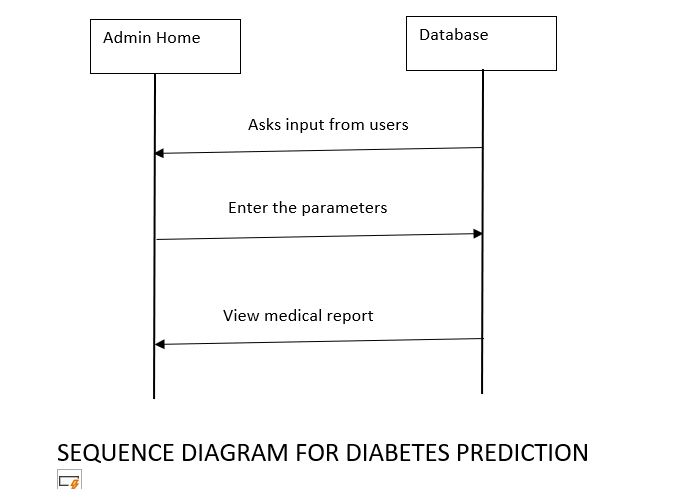 Admin Home
Database
Asks input from users
Enter the parameters
View medical report
SEQUENCE DIAGRAM FOR DIABETES PREDICTION